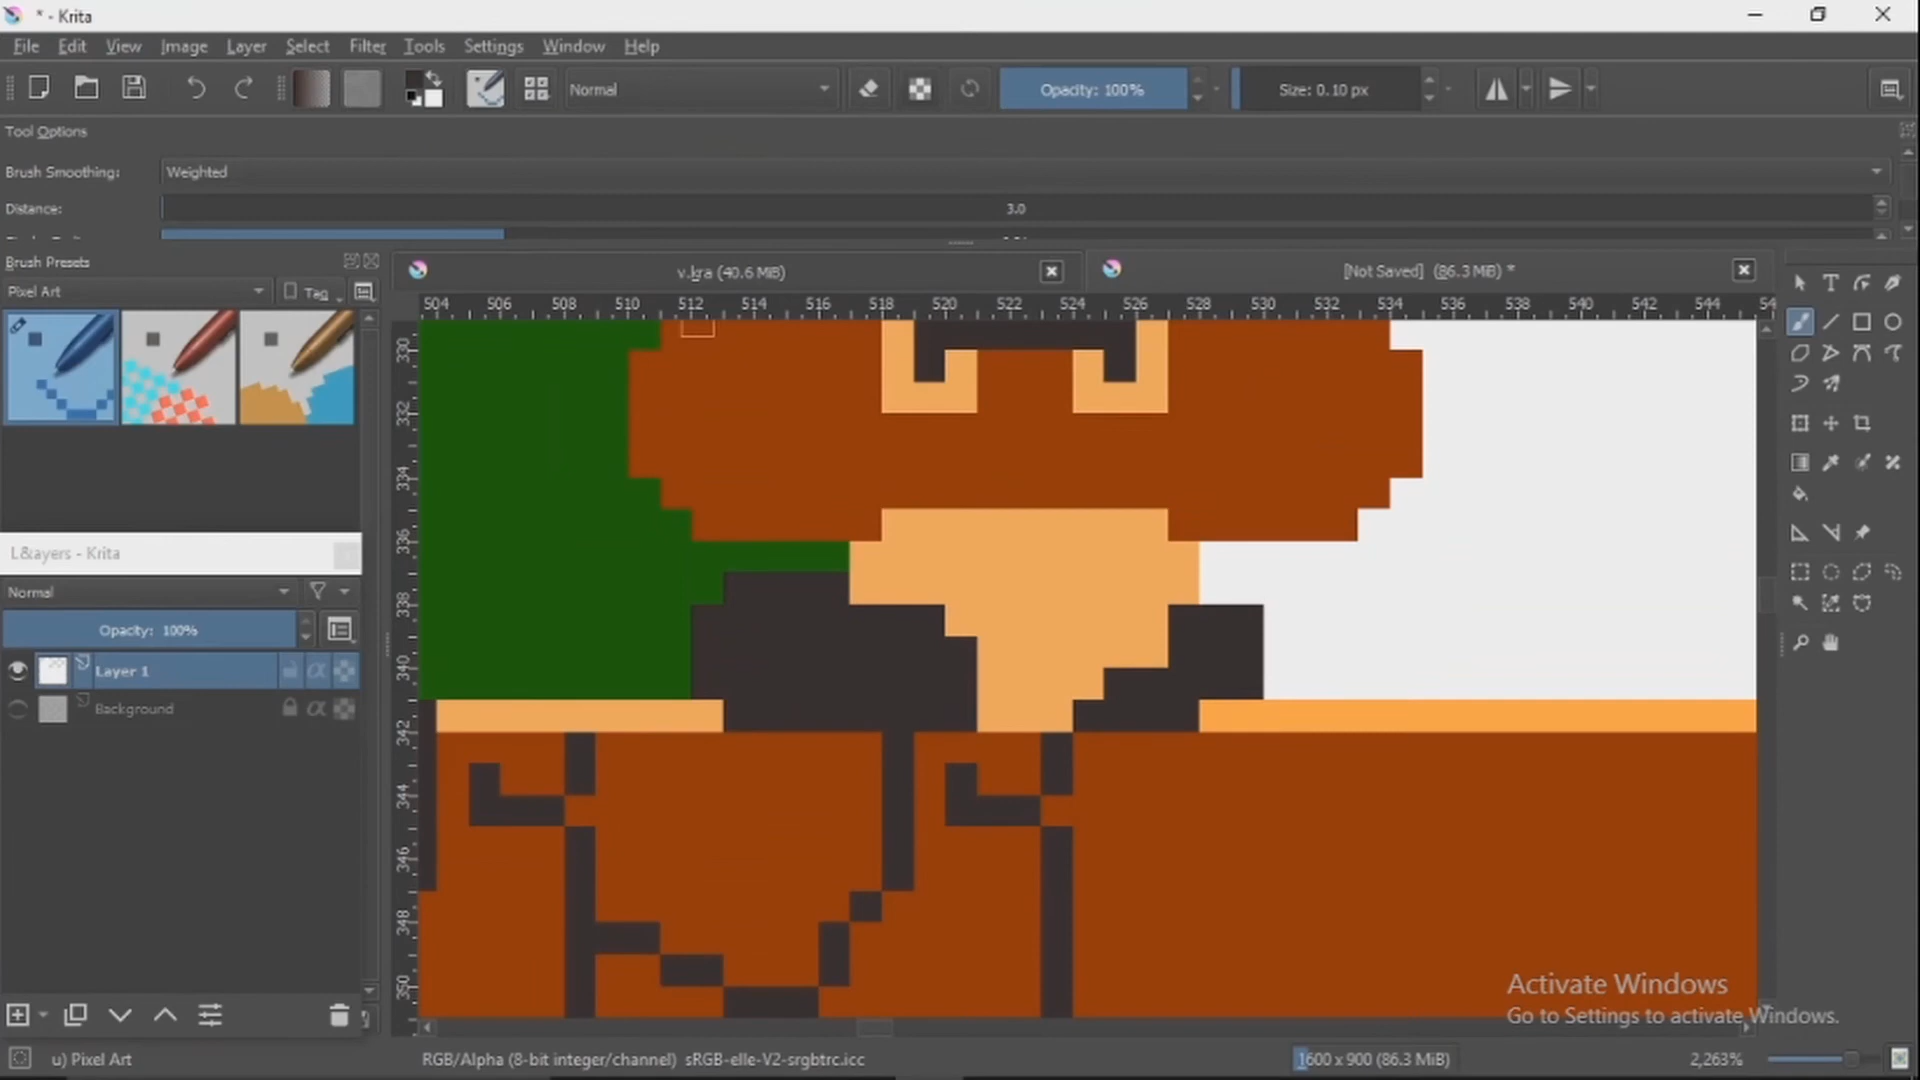 * - Krita
File Edit View Image Layer Select Filter Tools Settings Window Help
Normal
Opacity: 100%
Size: 0.10 px
Tool Options
Brush Smoothing: Weighted
Distance: 3.0
Brush Presets
Pixel Art
Tag
v.kra (40.6 MiB)
[Not Saved] (86.3 MiB) *
504 506 508 510 512 514 516 518 520 522 524 526 528 530 532 534 536 538 540 542 544 54
330
332
334
336
338
340
342
344
346
348
350
L&ayers - Krita
Normal
Opacity: 100%
Layer 1
Background
Activate Windows
Go to Settings to activate Windows.
u) Pixel Art
RGB/Alpha (8-bit integer/channel) sRGB-elle-V2-srgbtrc.icc
1600 x 900 (86.3 MiB)
2,263%